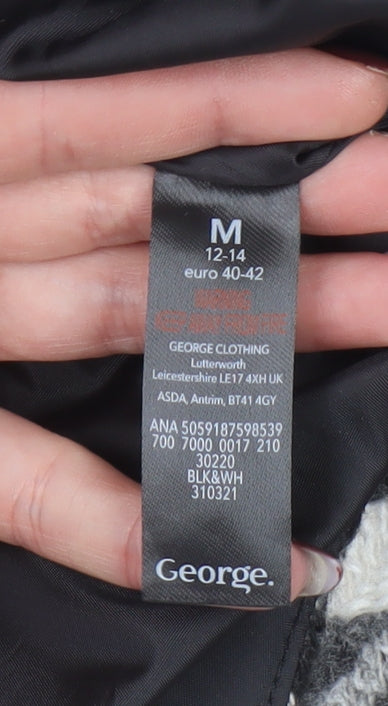 M
12-14
euro 40-42
GEORGE CLOTHING
Lutterworth
Leicestershire LE17 4XH UK
ASDA, Antrim, BT41 4GY
ANA 5059187598539
700 7000 0017 210
30220
BLK&WH
310321
George.